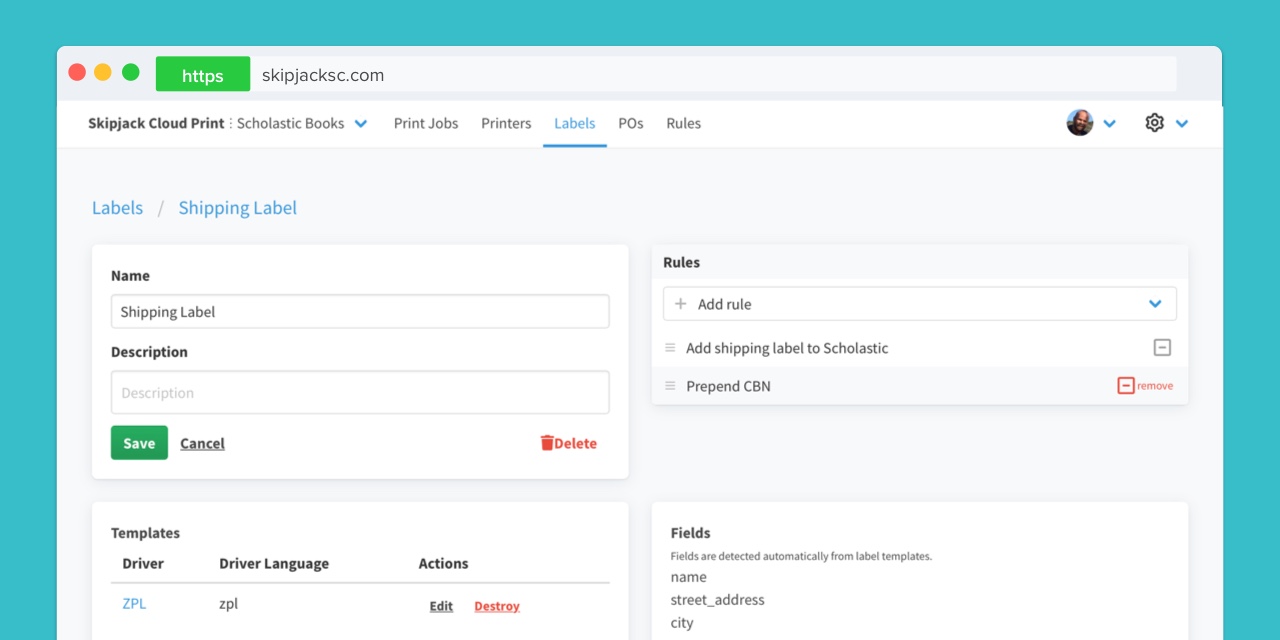 https skipjacksc.com
Skipjack Cloud Print ⋮ Scholastic Books Print Jobs Printers Labels POs Rules
Labels / Shipping Label
Name
Shipping Label
Description
Description
Save Cancel Delete
Rules
+ Add rule
Add shipping label to Scholastic
Prepend CBN remove
Templates
Driver Driver Language Actions
ZPL zpl Edit Destroy
Fields
Fields are detected automatically from label templates.
name
street_address
city